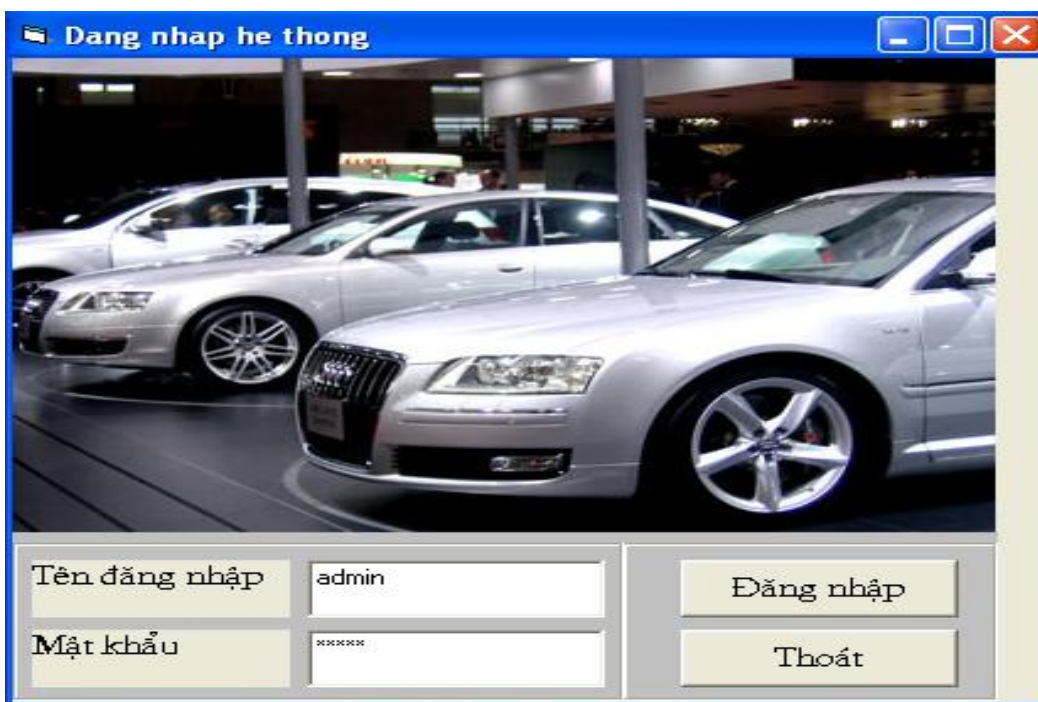 Dang nhap he thong
Tên đăng nhập
admin
Đăng nhập
Mật khẩu
*****
Thoát